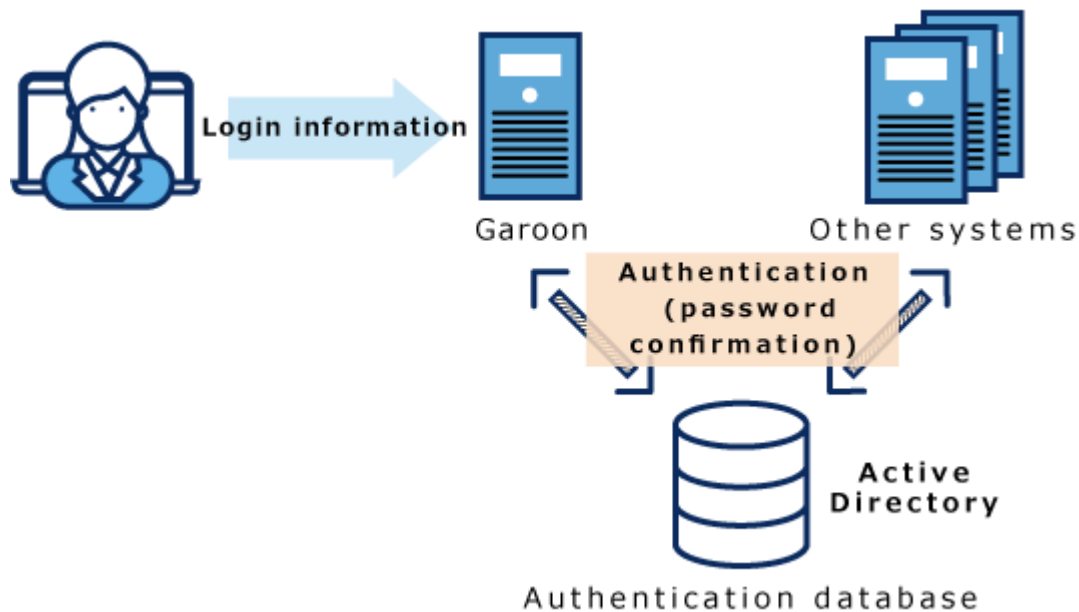 Login information
Garoon
Other systems
Authentication
(password
confirmation)
Active
Directory
Authentication database